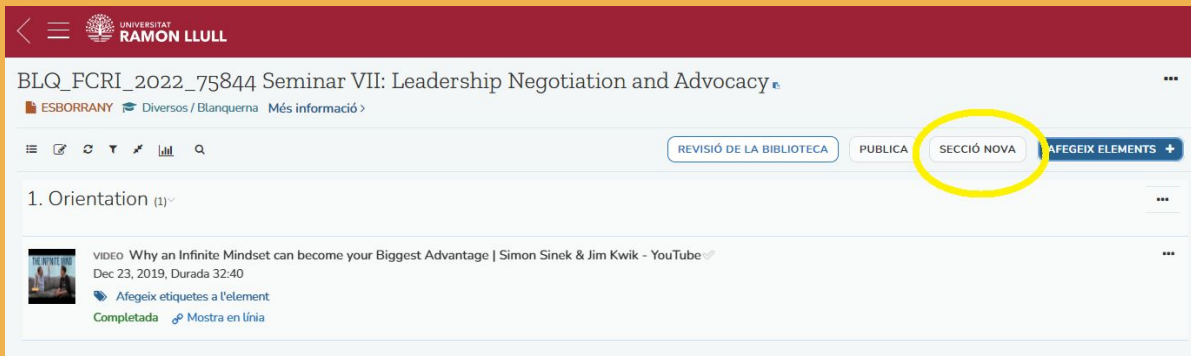 UNIVERSITAT
RAMON LLULL
BLQ_FCRI_2022_75844 Seminar VII: Leadership Negotiation and Advocacy
ESBORRANY Diversos / Blanquerna Més informació >
REVISIÓ DE LA BIBLIOTECA PUBLICA SECCIÓ NOVA AFEGEIX ELEMENTS +
1. Orientation (1)
VIDEO Why an Infinite Mindset can become your Biggest Advantage | Simon Sinek & Jim Kwik - YouTube
Dec 23, 2019, Durada 32:40
Afegeix etiquetes a l'element
Completada Mostra en línia